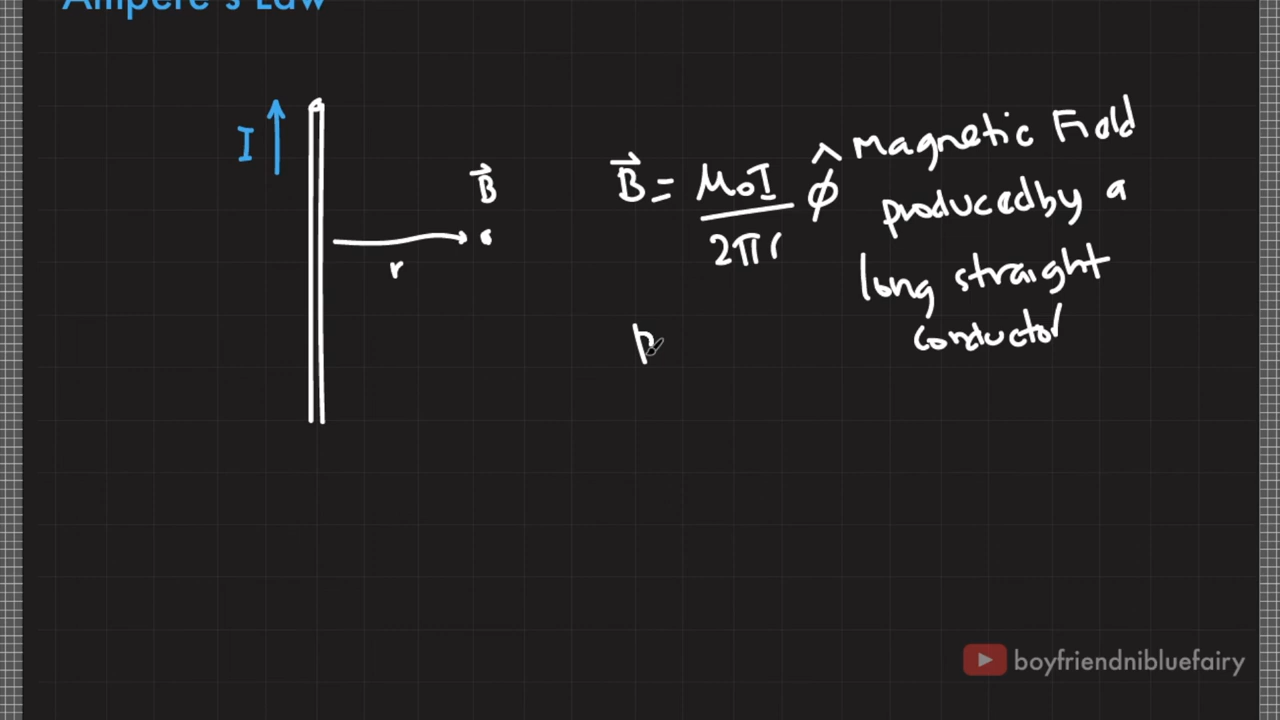 Ampere's Law
I
B⃗
r
B⃗ = μ₀I / 2πr φ̂
Magnetic Field
produced by a
long straight
conductor
boyfriendnibluefairy